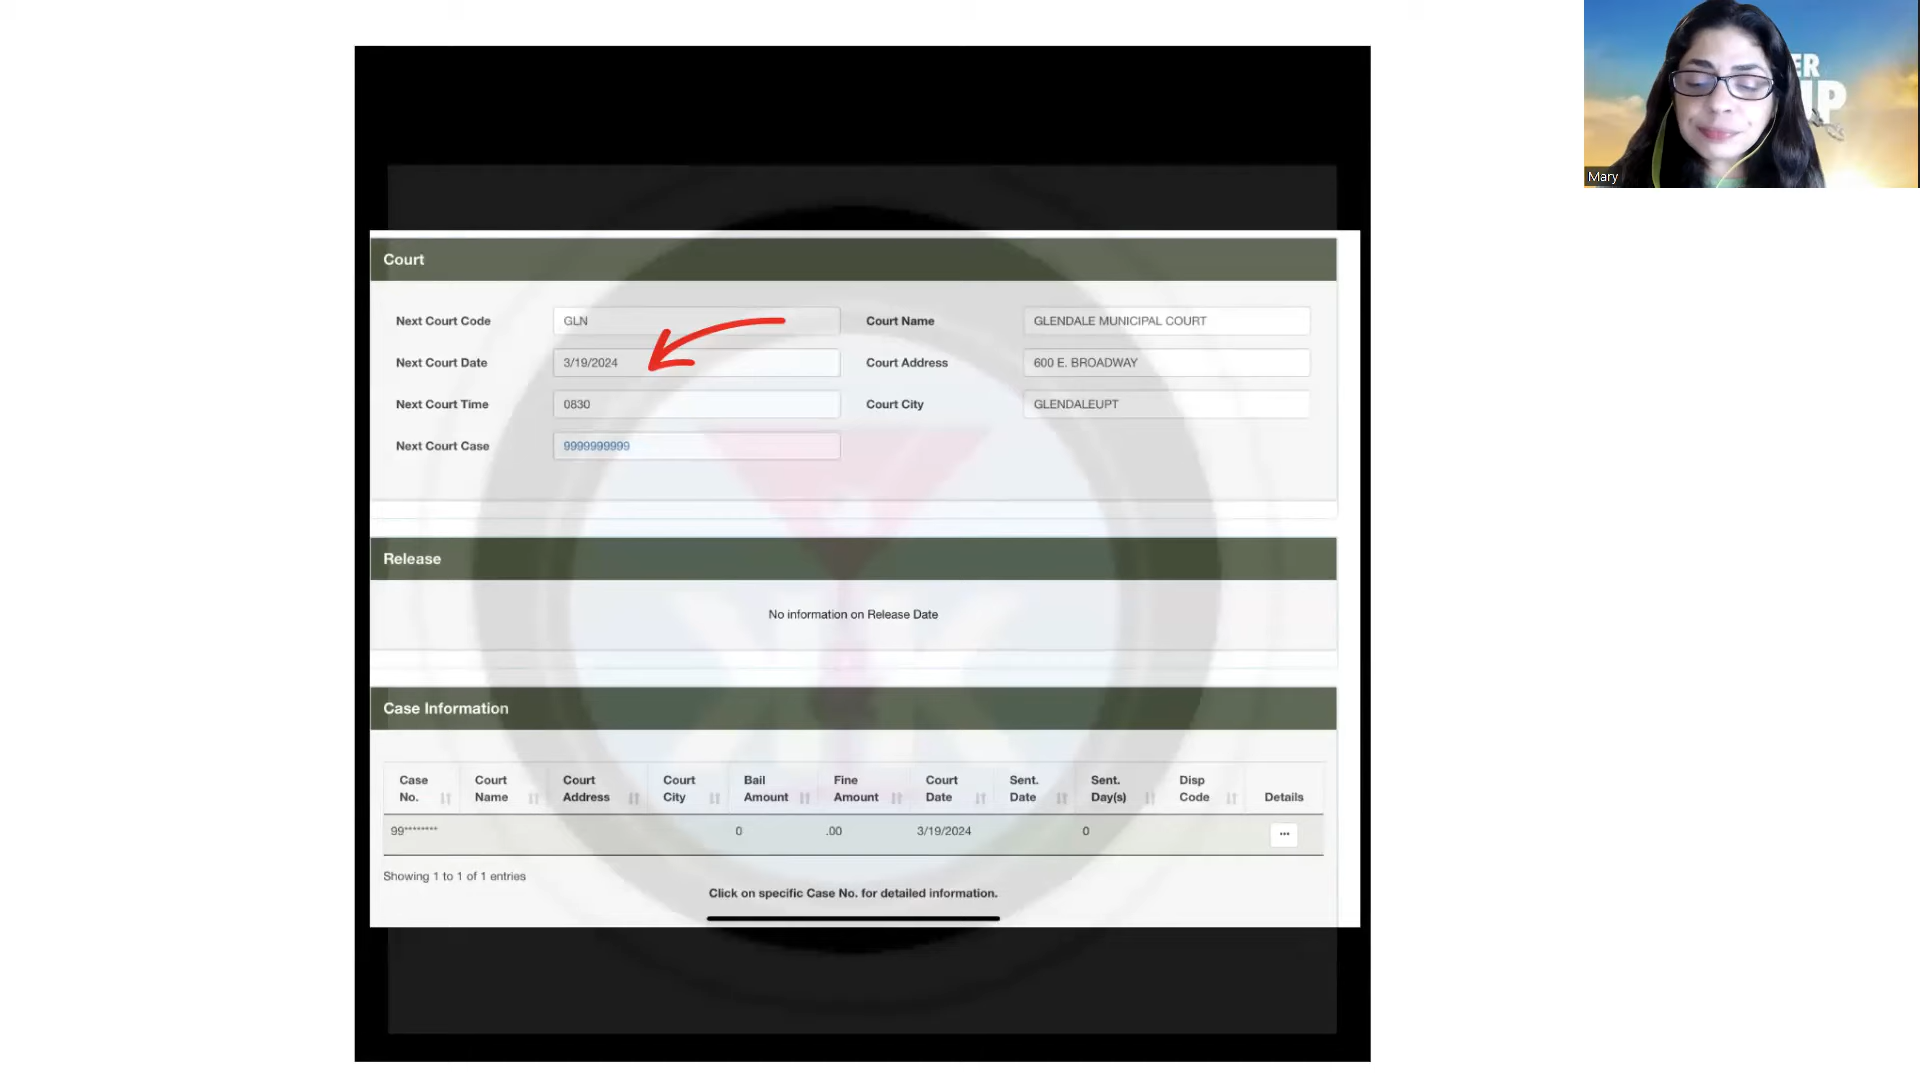 ER
UP
Mary
Court
Next Court Code GLN Court Name GLENDALE MUNICIPAL COURT
Next Court Date 3/19/2024 Court Address 600 E. BROADWAY
Next Court Time 0830 Court City GLENDALEUPT
Next Court Case 9999999999
Release
No information on Release Date
Case Information
Case No. Court Name Court Address Court City Bail Amount Fine Amount Court Date Sent. Date Sent. Day(s) Disp Code Details
99******** 0 .00 3/19/2024 0 ...
Showing 1 to 1 of 1 entries
Click on specific Case No. for detailed information.